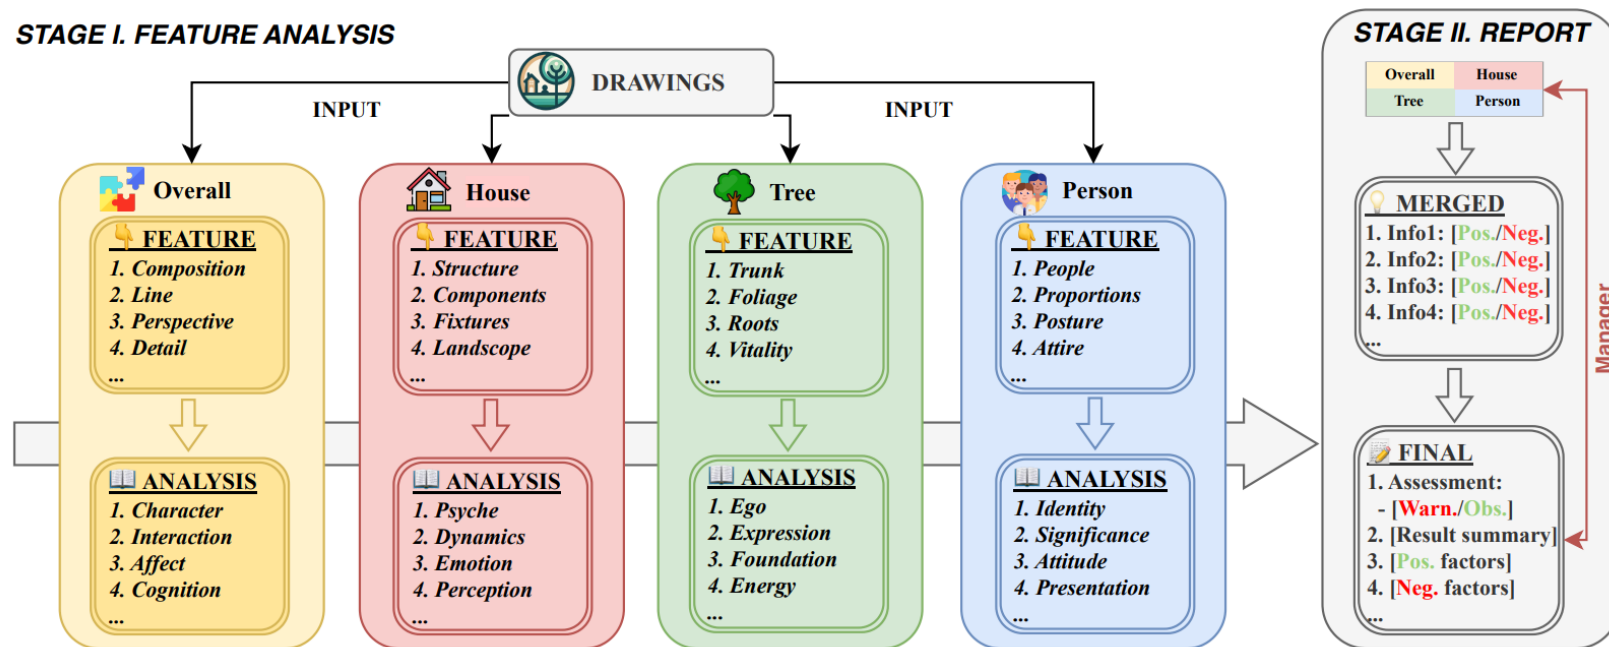 STAGE I. FEATURE ANALYSIS
DRAWINGS
INPUT
INPUT
Overall
FEATURE
1. Composition
2. Line
3. Perspective
4. Detail
...
ANALYSIS
1. Character
2. Interaction
3. Affect
4. Cognition
...
House
FEATURE
1. Structure
2. Components
3. Fixtures
4. Landscope
...
ANALYSIS
1. Psyche
2. Dynamics
3. Emotion
4. Perception
...
Tree
FEATURE
1. Trunk
2. Foliage
3. Roots
4. Vitality
...
ANALYSIS
1. Ego
2. Expression
3. Foundation
4. Energy
...
Person
FEATURE
1. People
2. Proportions
3. Posture
4. Attire
...
ANALYSIS
1. Identity
2. Significance
3. Attitude
4. Presentation
...
STAGE II. REPORT
Overall House
Tree Person
MERGED
1. Info1: [Pos./Neg.]
2. Info2: [Pos./Neg.]
3. Info3: [Pos./Neg.]
4. Info4: [Pos./Neg.]
...
Manager
FINAL
1. Assessment:
- [Warn./Obs.]
2. [Result summary]
3. [Pos. factors]
4. [Neg. factors]
...